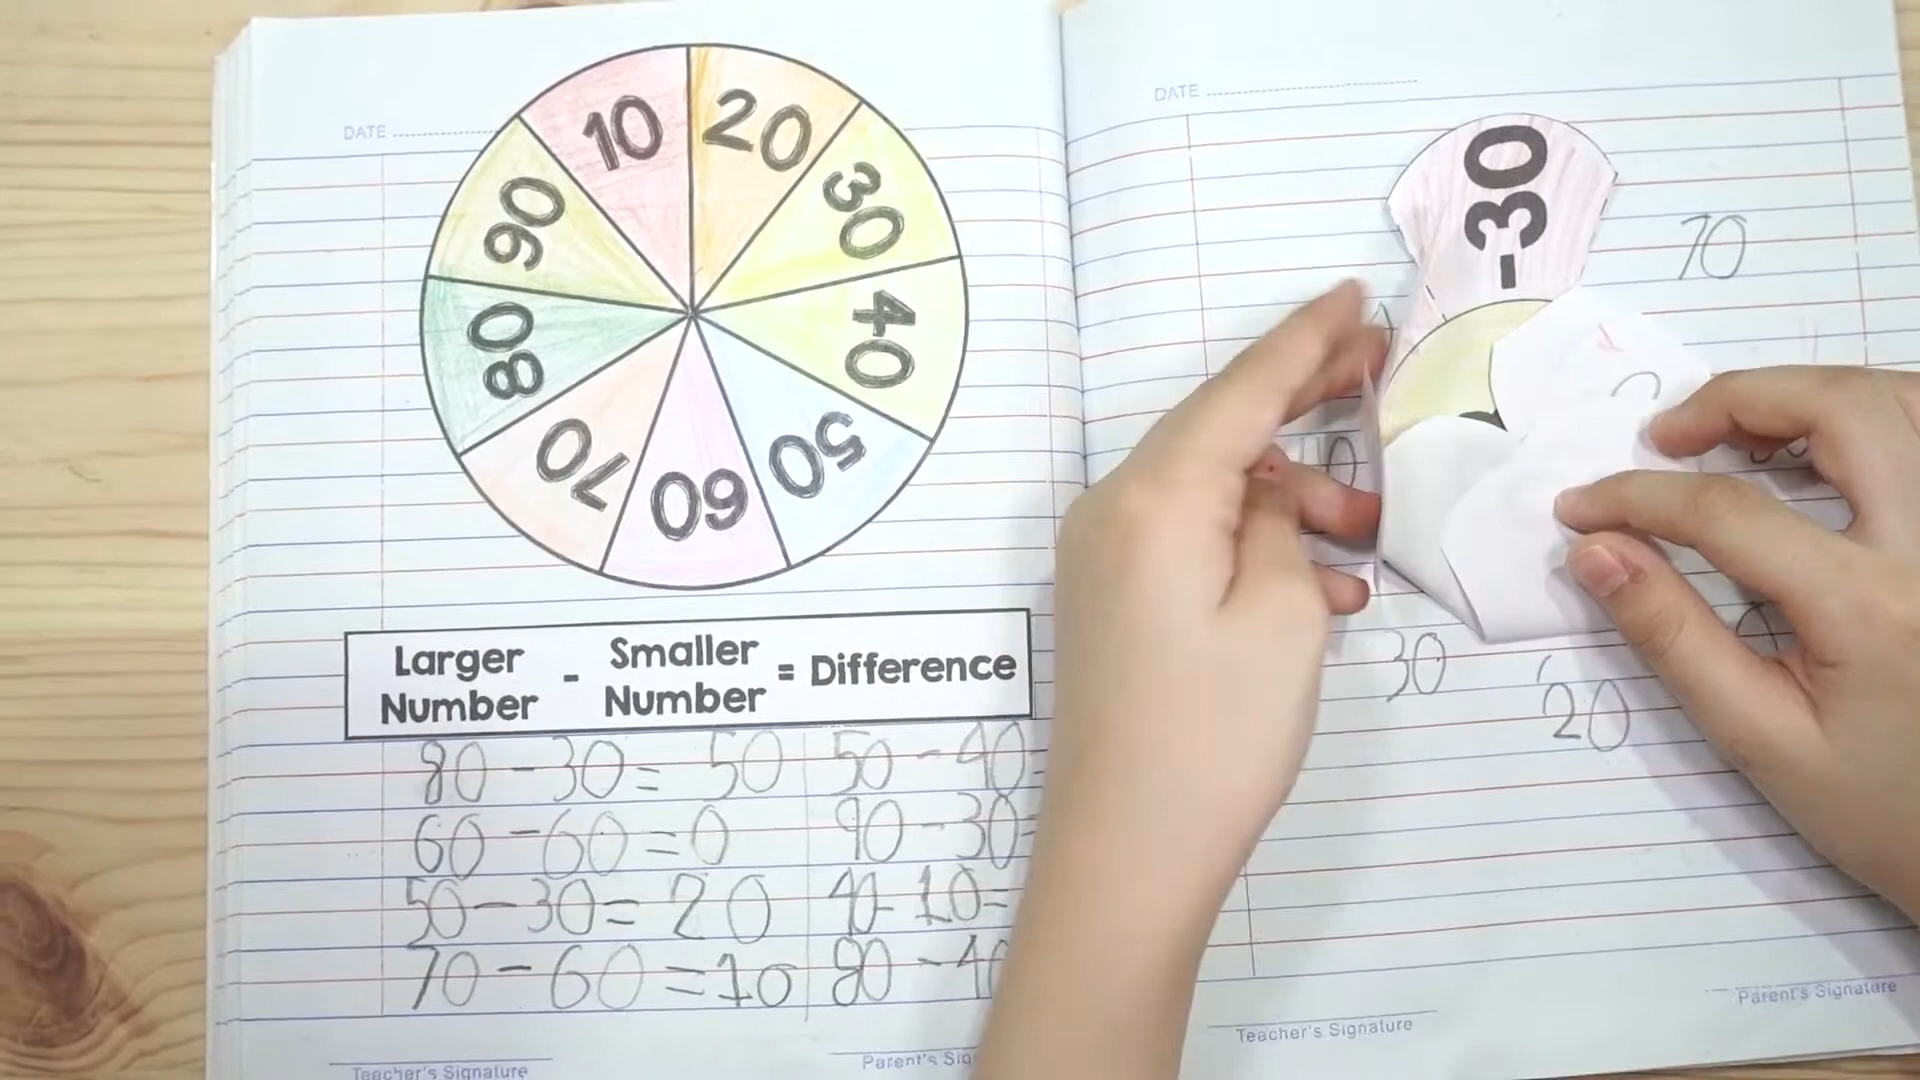 DATE
10
20
30
40
50
60
70
80
90
Larger Number - Smaller Number = Difference
80 - 30 = 50
60 - 60 = 0
50 - 30 = 20
70 - 60 = 10
50 - 40 =
90 - 30 =
40 - 10 =
80 - 40
Teacher's Signature
Parent's
DATE
-30
70
30
20
Teacher's Signature
Parent's Signature